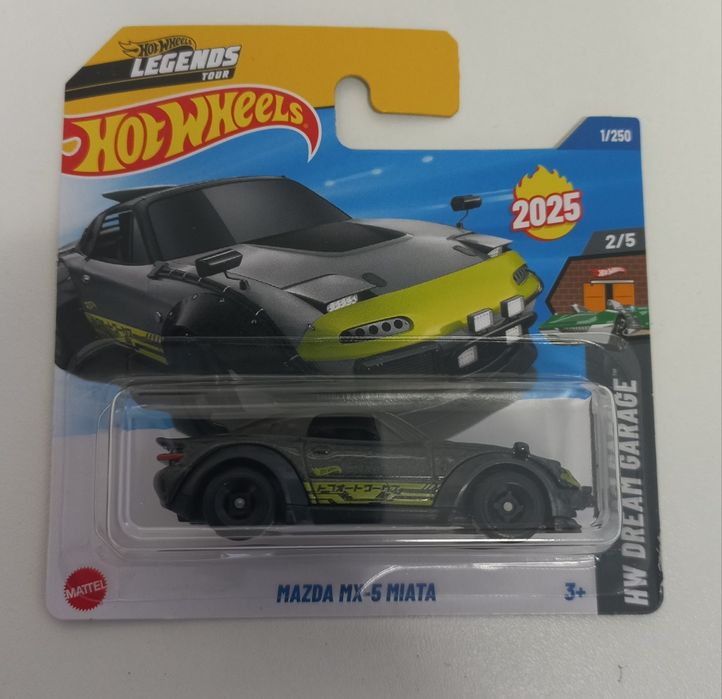 HOT WHEELS
LEGENDS
TOUR
HOT WHEELS
1/250
2025
2/5
HW DREAM GARAGE™
MATTEL
MAZDA MX-5 MIATA
3+